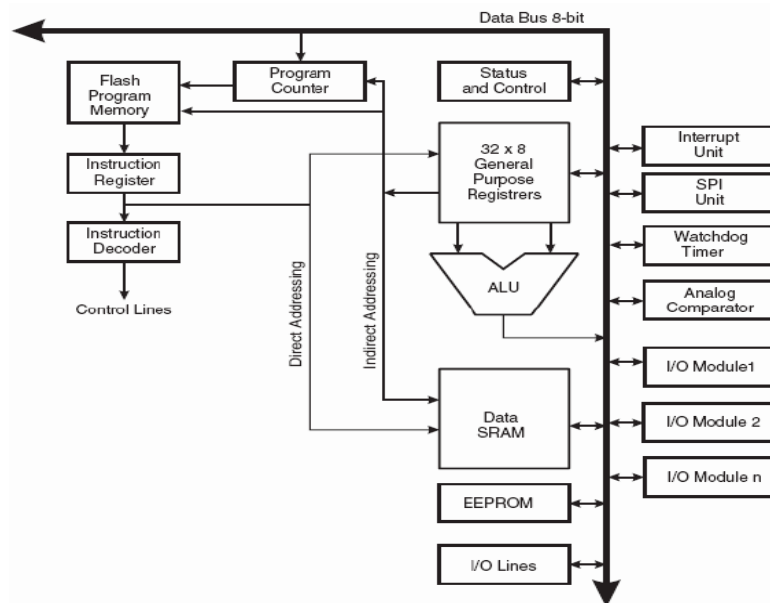 Data Bus 8-bit
Flash
Program
Memory
Program
Counter
Status
and Control
Instruction
Register
32 x 8
General
Purpose
Registrers
Interrupt
Unit
SPI
Unit
Instruction
Decoder
Watchdog
Timer
Control Lines
Direct Addressing
Indirect Addressing
ALU
Analog
Comparator
I/O Module1
Data
SRAM
I/O Module 2
I/O Module n
EEPROM
I/O Lines